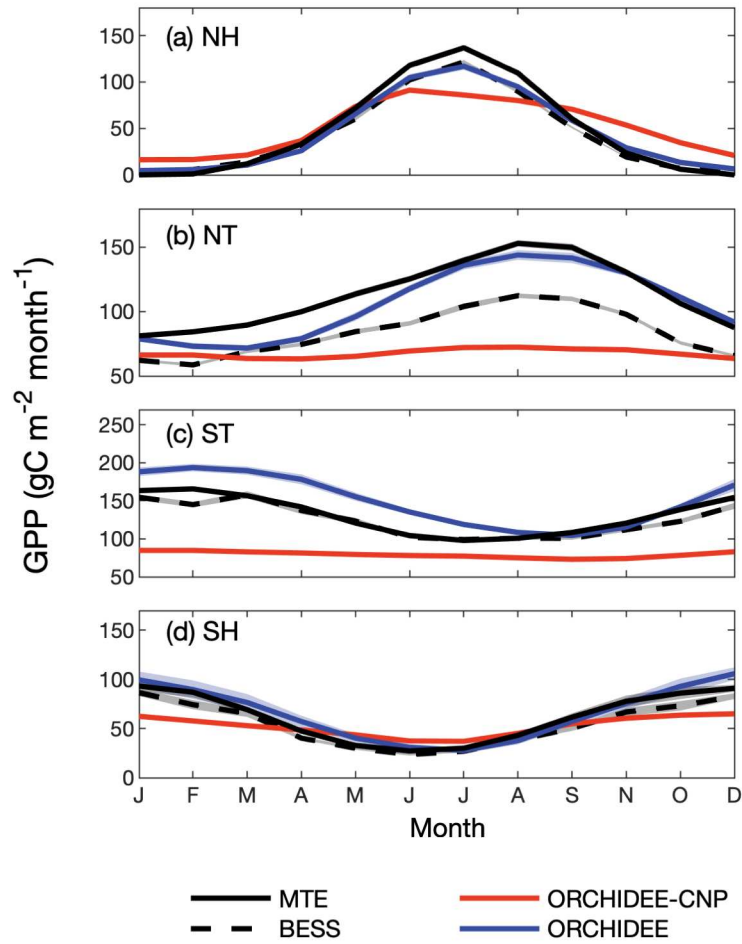 GPP (gC m⁻² month⁻¹)
(a) NH
150
100
50
0
(b) NT
150
100
50
(c) ST
250
200
150
100
50
(d) SH
150
100
50
0
J F M A M J J A S N O D
Month
MTE ORCHIDEE-CNP
BESS ORCHIDEE